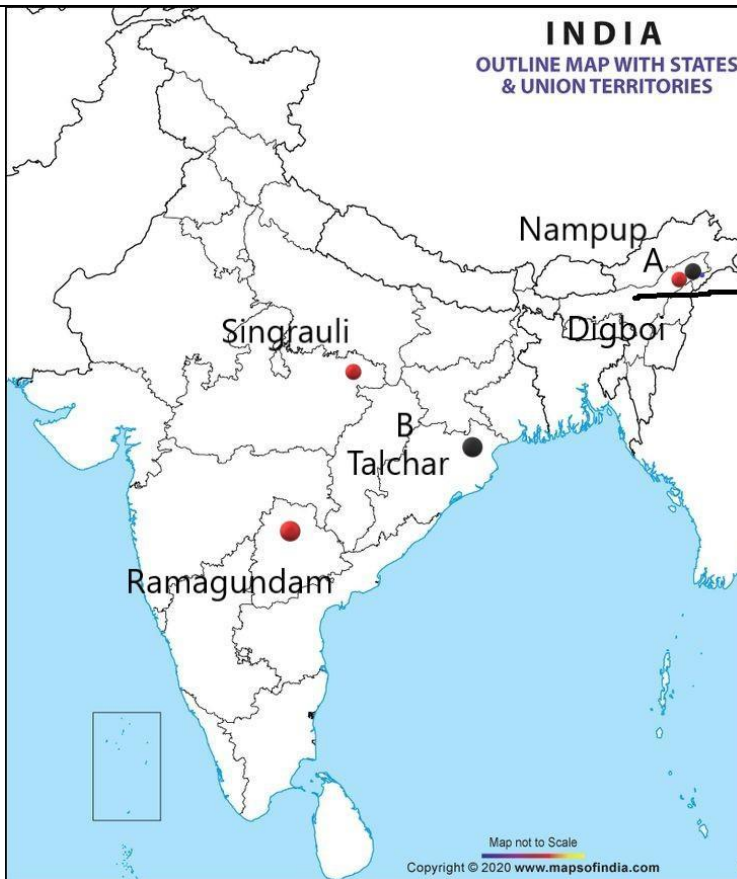 INDIA
OUTLINE MAP WITH STATES
& UNION TERRITORIES
Nampup
A
Digboi
Singrauli
B
Talchar
Ramagundam
Map not to Scale
Copyright © 2020 www.mapsofindia.com